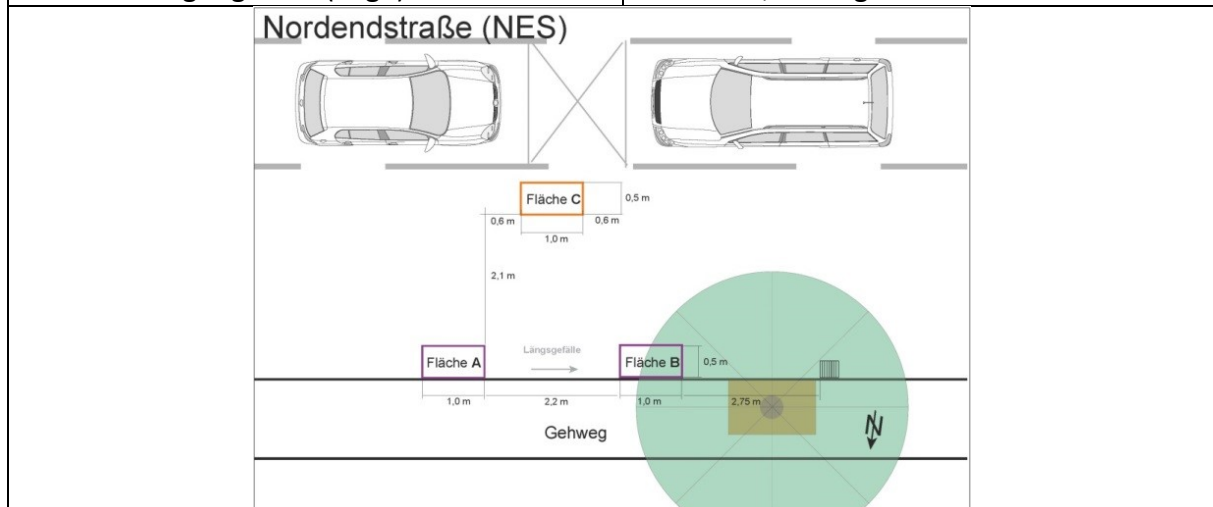 Nordendstraße (NES)
Fläche C
0,5 m
0,6 m
0,6 m
1,0 m
2,1 m
Längsgefälle
Fläche A
Fläche B
0,5 m
1,0 m
2,2 m
1,0 m
2,75 m
Gehweg
N